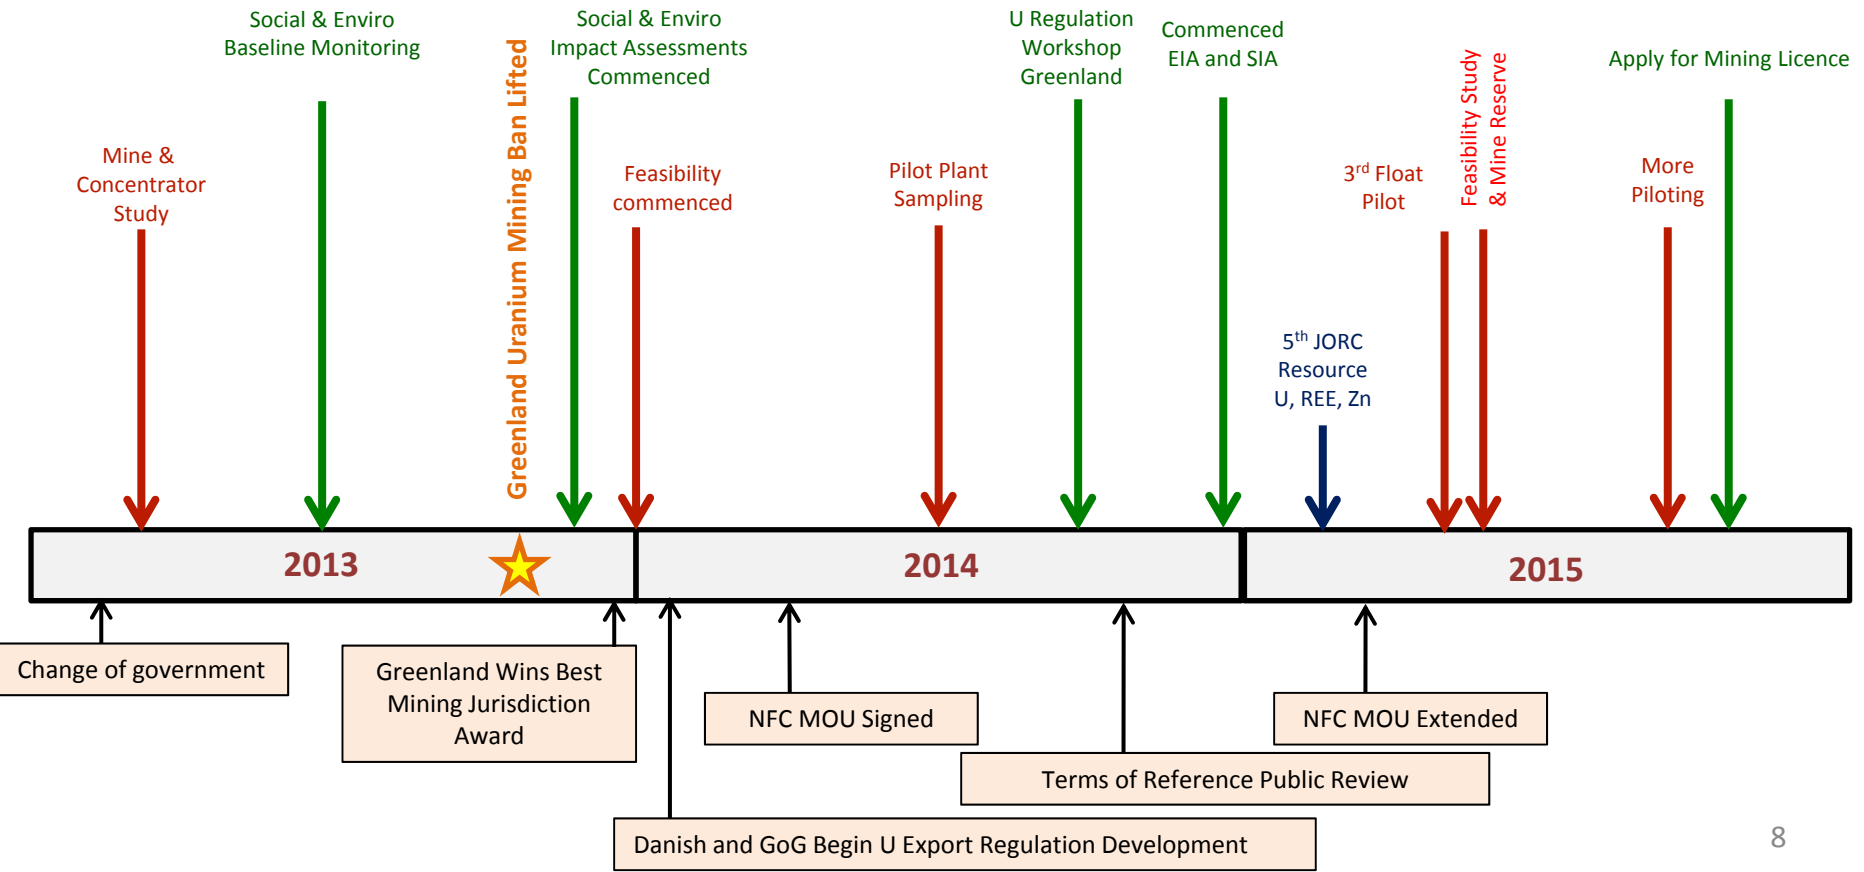 Social & Enviro
Baseline Monitoring
Greenland Uranium Mining Ban Lifted
Social & Enviro
Impact Assessments
Commenced
U Regulation
Workshop
Greenland
Commenced
EIA and SIA
Feasibility Study
& Mine Reserve
Apply for Mining Licence
Mine &
Concentrator
Study
Feasibility
commenced
Pilot Plant
Sampling
3rd Float
Pilot
More
Piloting
5th JORC
Resource
U, REE, Zn
2013
2014
2015
Change of government
Greenland Wins Best
Mining Jurisdiction
Award
NFC MOU Signed
NFC MOU Extended
Terms of Reference Public Review
Danish and GoG Begin U Export Regulation Development
8